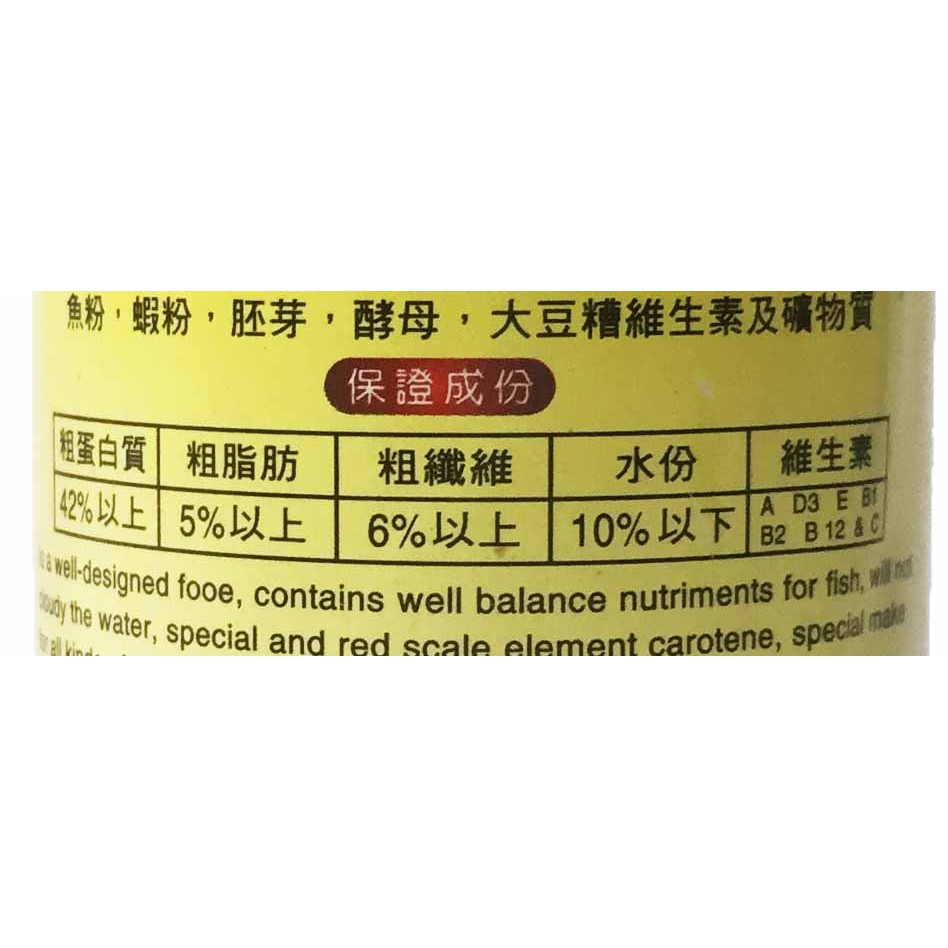 魚粉，蝦粉，胚芽，酵母，大豆糟維生素及礦物質
保證成份
粗蛋白質 粗脂肪 粗纖維 水份 維生素
42%以上 5%以上 6%以上 10%以下 A D3 E B1
B2 B 12 & C
a well-designed fooe, contains well balance nutriments for fish, will not
cloudy the water, special and red scale element carotene, special make
all